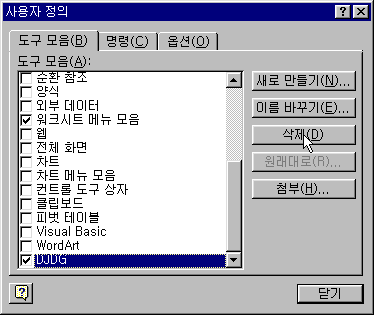 사용자 정의
도구 모음(B)
명령(C)
옵션(O)
도구 모음(A):
순환 참조
양식
외부 데이터
워크시트 메뉴 모음
웹
전체 화면
차트
차트 메뉴 모음
컨트롤 도구 상자
클립보드
피벗 테이블
Visual Basic
WordArt
DJDG
새로 만들기(N)...
이름 바꾸기(E)...
삭제(D)
원래대로(R)...
첨부(H)...
닫기